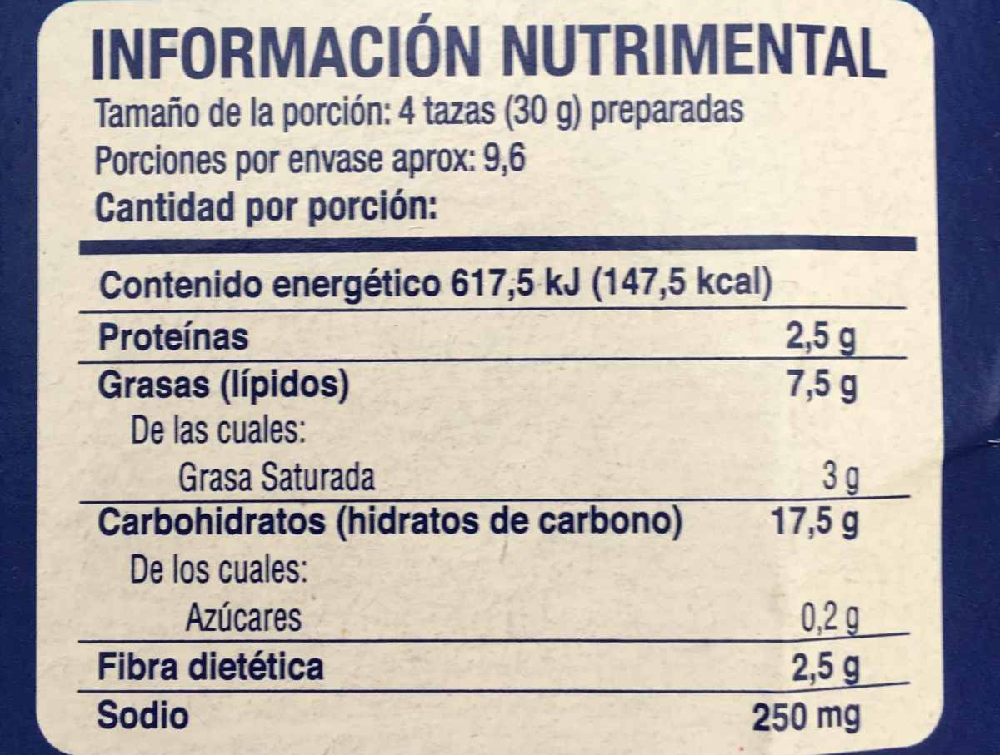 INFORMACIÓN NUTRIMENTAL
Tamaño de la porción: 4 tazas (30 g) preparadas
Porciones por envase aprox: 9,6
Cantidad por porción:
Contenido energético 617,5 kJ (147,5 kcal)
Proteínas 2,5 g
Grasas (lípidos) 7,5 g
De las cuales:
Grasa Saturada 3 g
Carbohidratos (hidratos de carbono) 17,5 g
De los cuales:
Azúcares 0,2 g
Fibra dietética 2,5 g
Sodio 250 mg